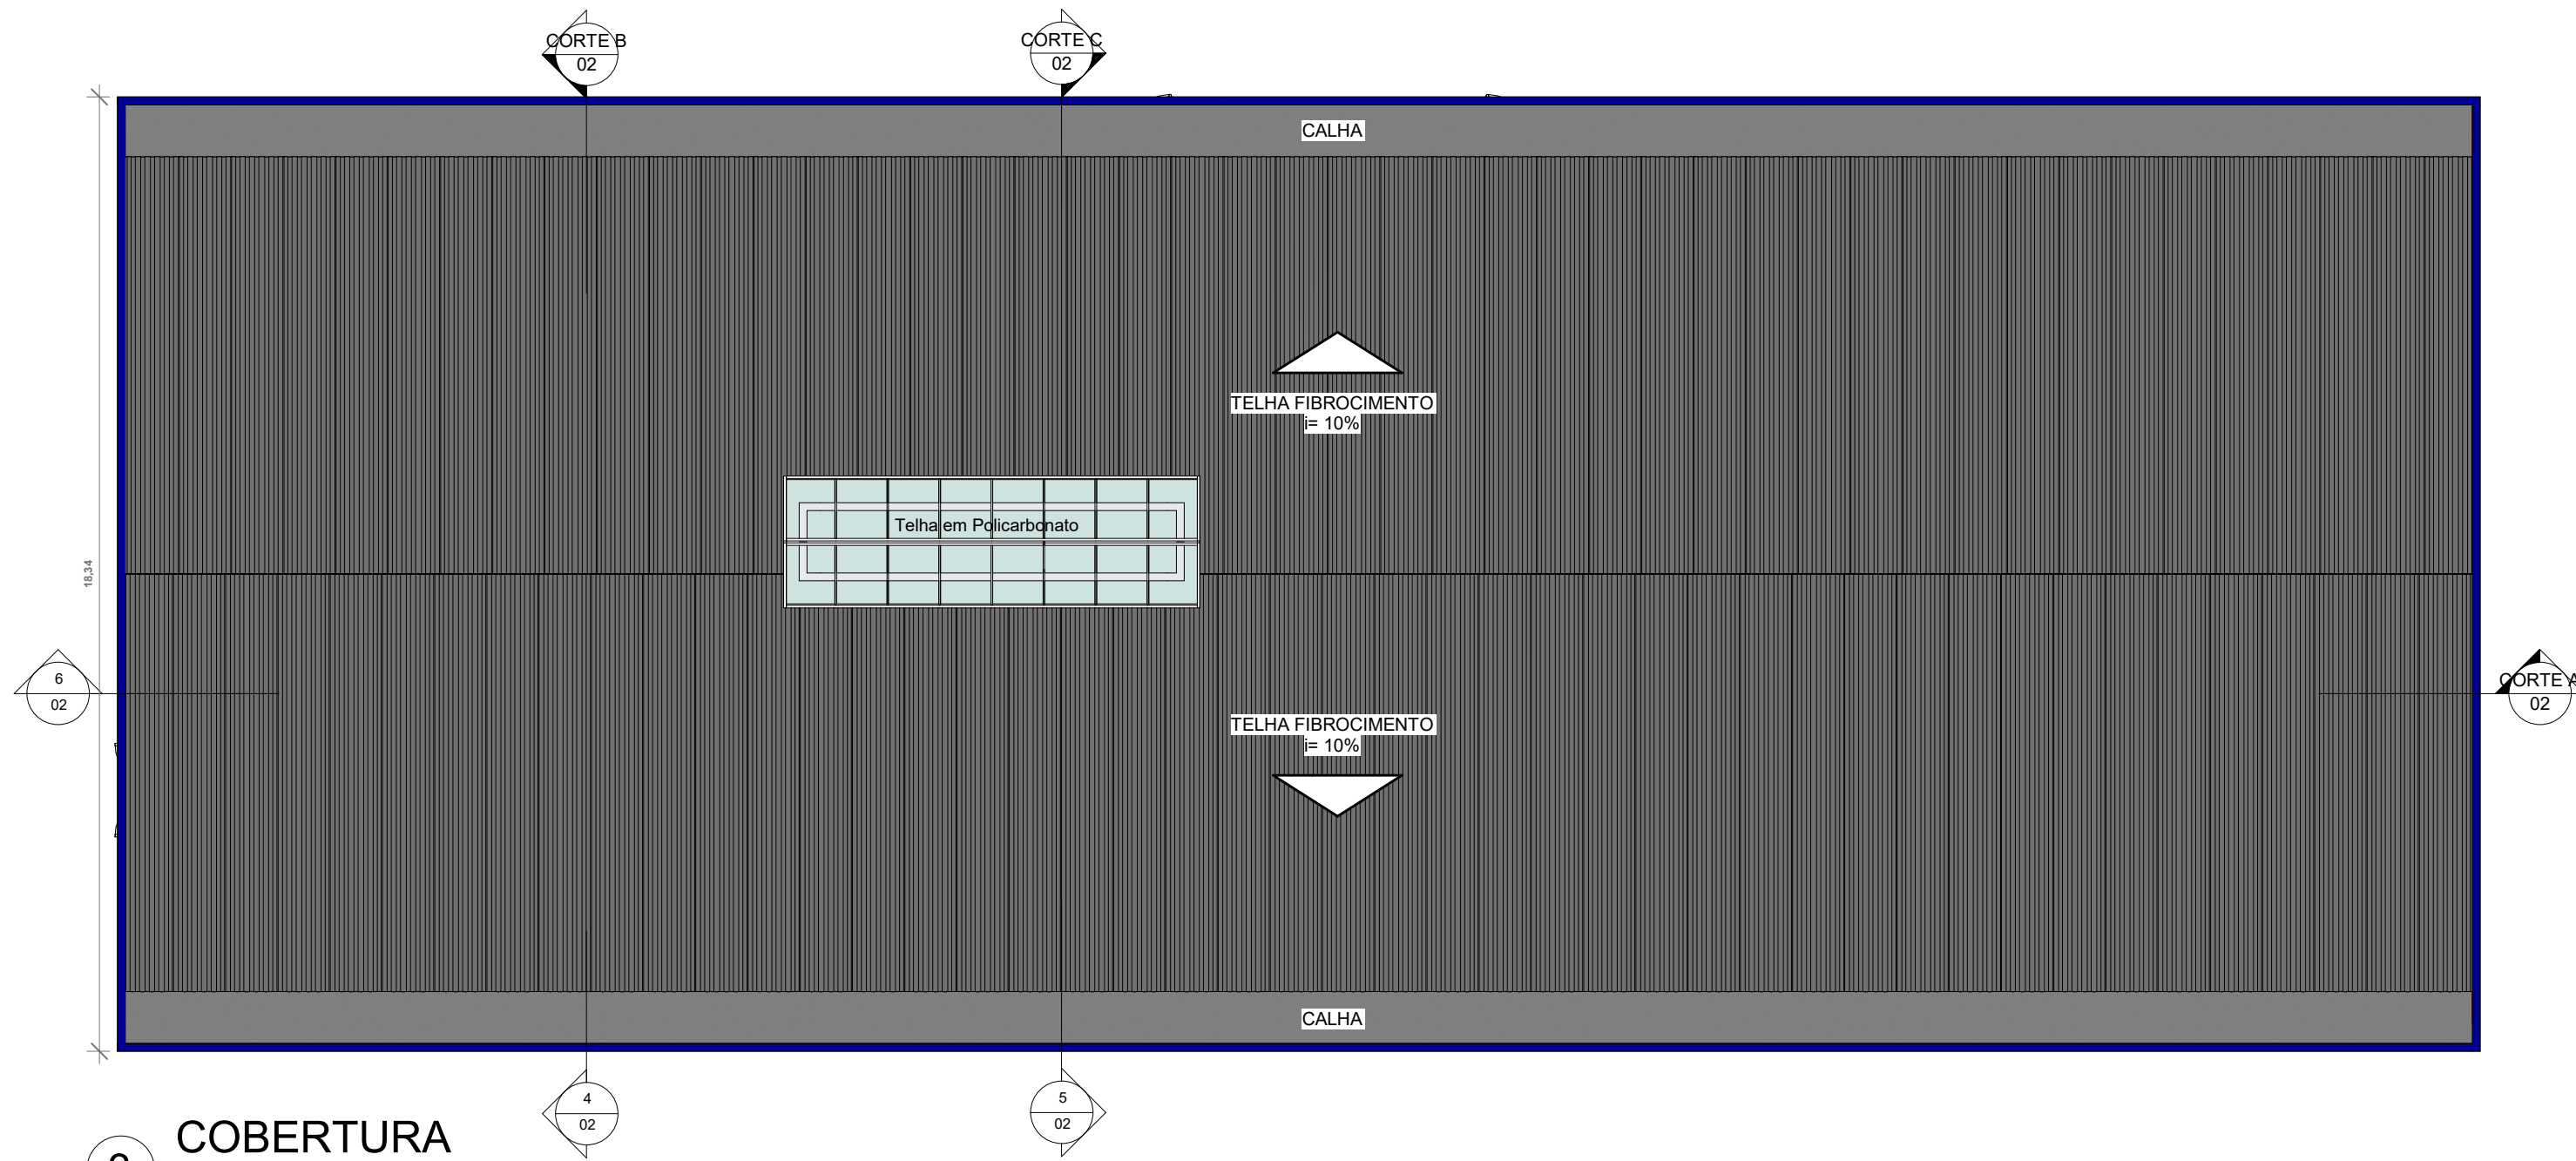 CORTE B
02
CORTE C
02
CALHA
TELHA FIBROCIMENTO
i= 10%
Telha em Policarbonato
18,34
6
02
CORTE A
02
TELHA FIBROCIMENTO
i= 10%
CALHA
4
02
5
02
COBERTURA